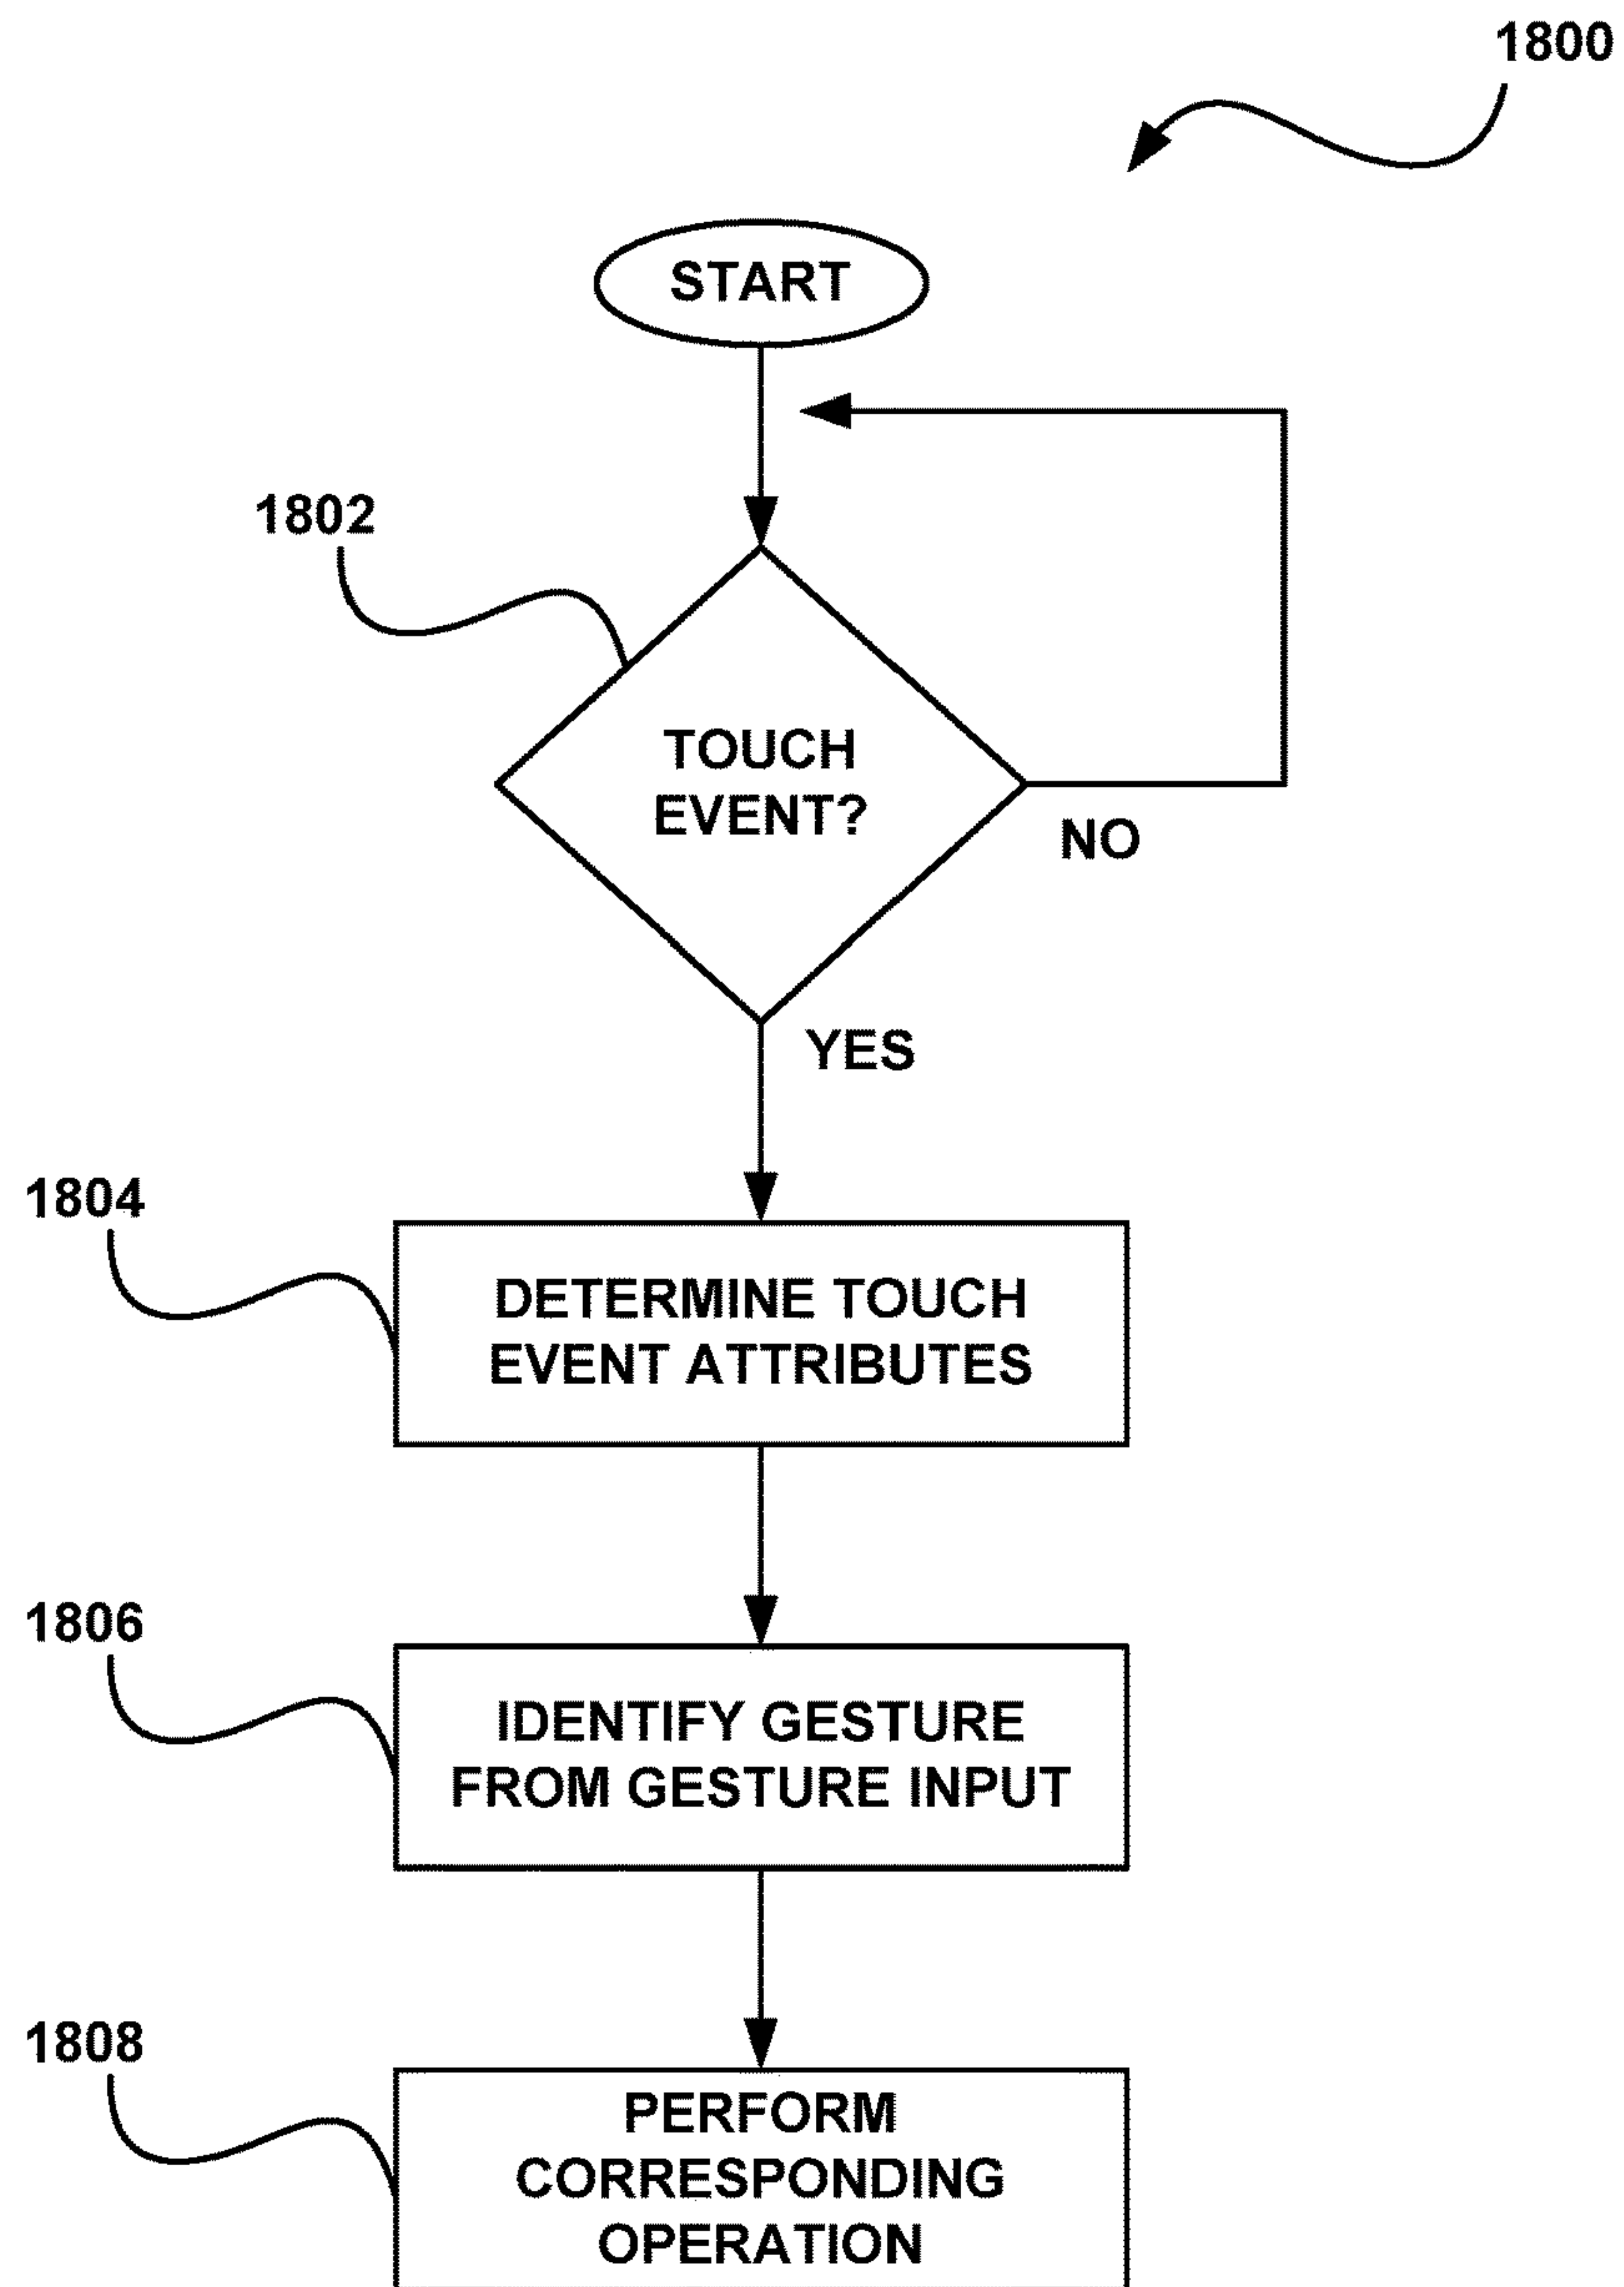 1800
START
1802
TOUCH
EVENT?
NO
YES
1804
DETERMINE TOUCH
EVENT ATTRIBUTES
1806
IDENTIFY GESTURE
FROM GESTURE INPUT
1808
PERFORM
CORRESPONDING
OPERATION